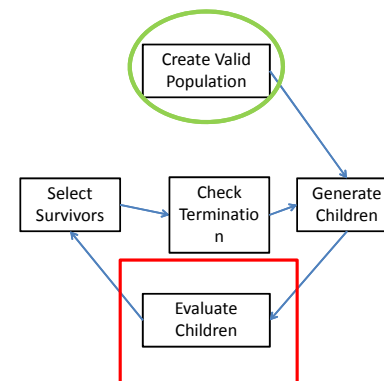 Create Valid
Population
Select
Survivors
Check
Terminatio
n
Generate
Children
Evaluate
Children